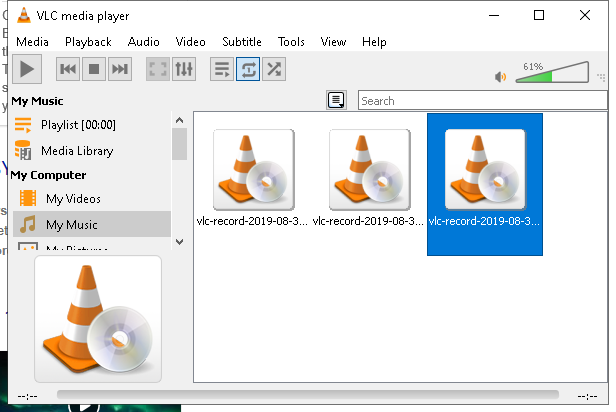 VLC media player
Media Playback Audio Video Subtitle Tools View Help
61%
My Music
Search
Playlist [00:00]
Media Library
My Computer
My Videos
My Music
My Pictures
vlc-record-2019-08-3... vlc-record-2019-08-3... vlc-record-2019-08-3...
--:-- --:--